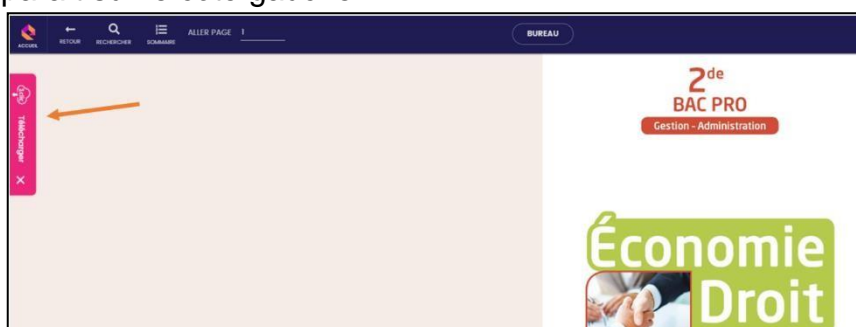 ACCUEIL
RETOUR
RECHERCHER
SOMMAIRE
ALLER PAGE 1
BUREAU
Télécharger ×
2de
BAC PRO
Gestion - Administration
Économie
Droit